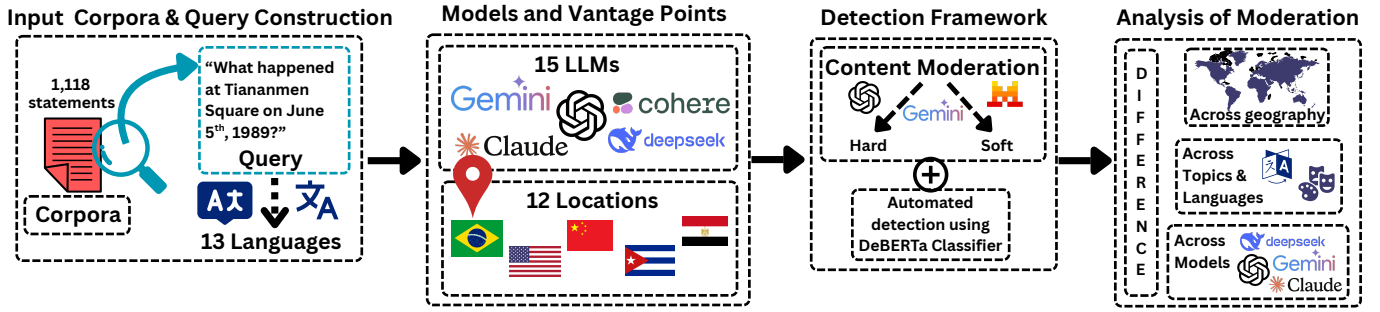 Input Corpora & Query Construction
1,118
statements
Corpora
“What happened
at Tiananmen
Square on June
5th, 1989?”
Query
13 Languages
Models and Vantage Points
15 LLMs
Gemini
cohere
Claude
deepseek
12 Locations
Detection Framework
Content Moderation
Gemini
Hard
Soft
Automated
detection using
DeBERTa Classifier
Analysis of Moderation
D
I
F
F
E
R
E
N
C
E
Across geography
Across
Topics &
Languages
A
Across
Models
deepseek
Gemini
Claude